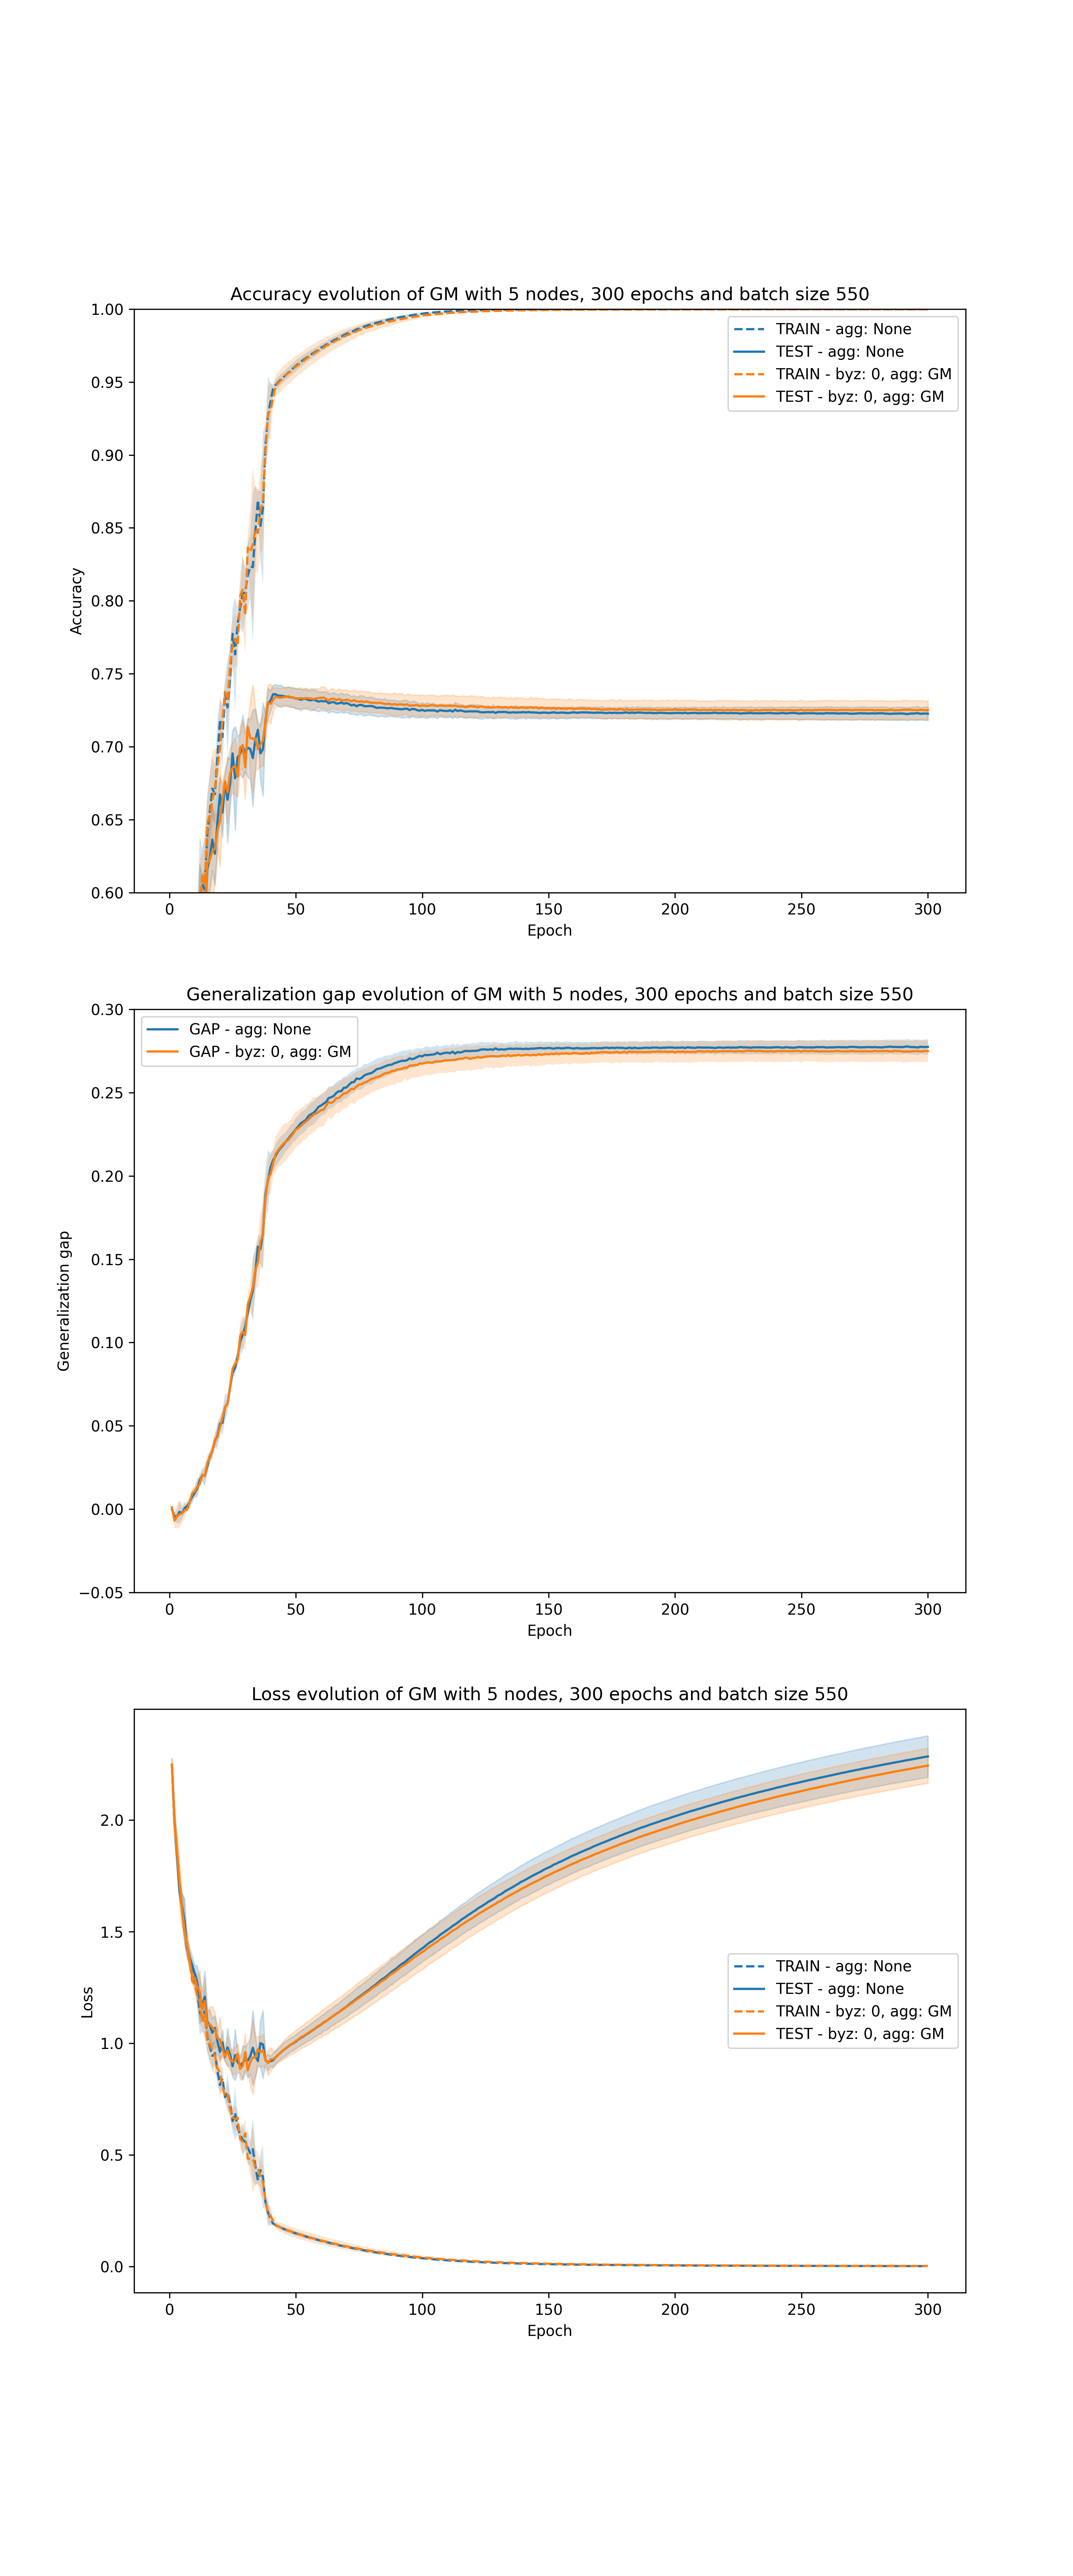 Accuracy evolution of GM with 5 nodes, 300 epochs and batch size 550
1.00
0.95
0.90
0.85
0.80
0.75
0.70
0.65
0.60
Accuracy
TRAIN - agg: None
TEST - agg: None
TRAIN - byz: 0, agg: GM
TEST - byz: 0, agg: GM
0 50 100 150 200 250 300
Epoch
Generalization gap evolution of GM with 5 nodes, 300 epochs and batch size 550
0.30
0.25
0.20
0.15
0.10
0.05
0.00
−0.05
Generalization gap
GAP - agg: None
GAP - byz: 0, agg: GM
0 50 100 150 200 250 300
Epoch
Loss evolution of GM with 5 nodes, 300 epochs and batch size 550
2.0
1.5
1.0
0.5
0.0
Loss
TRAIN - agg: None
TEST - agg: None
TRAIN - byz: 0, agg: GM
TEST - byz: 0, agg: GM
0 50 100 150 200 250 300
Epoch